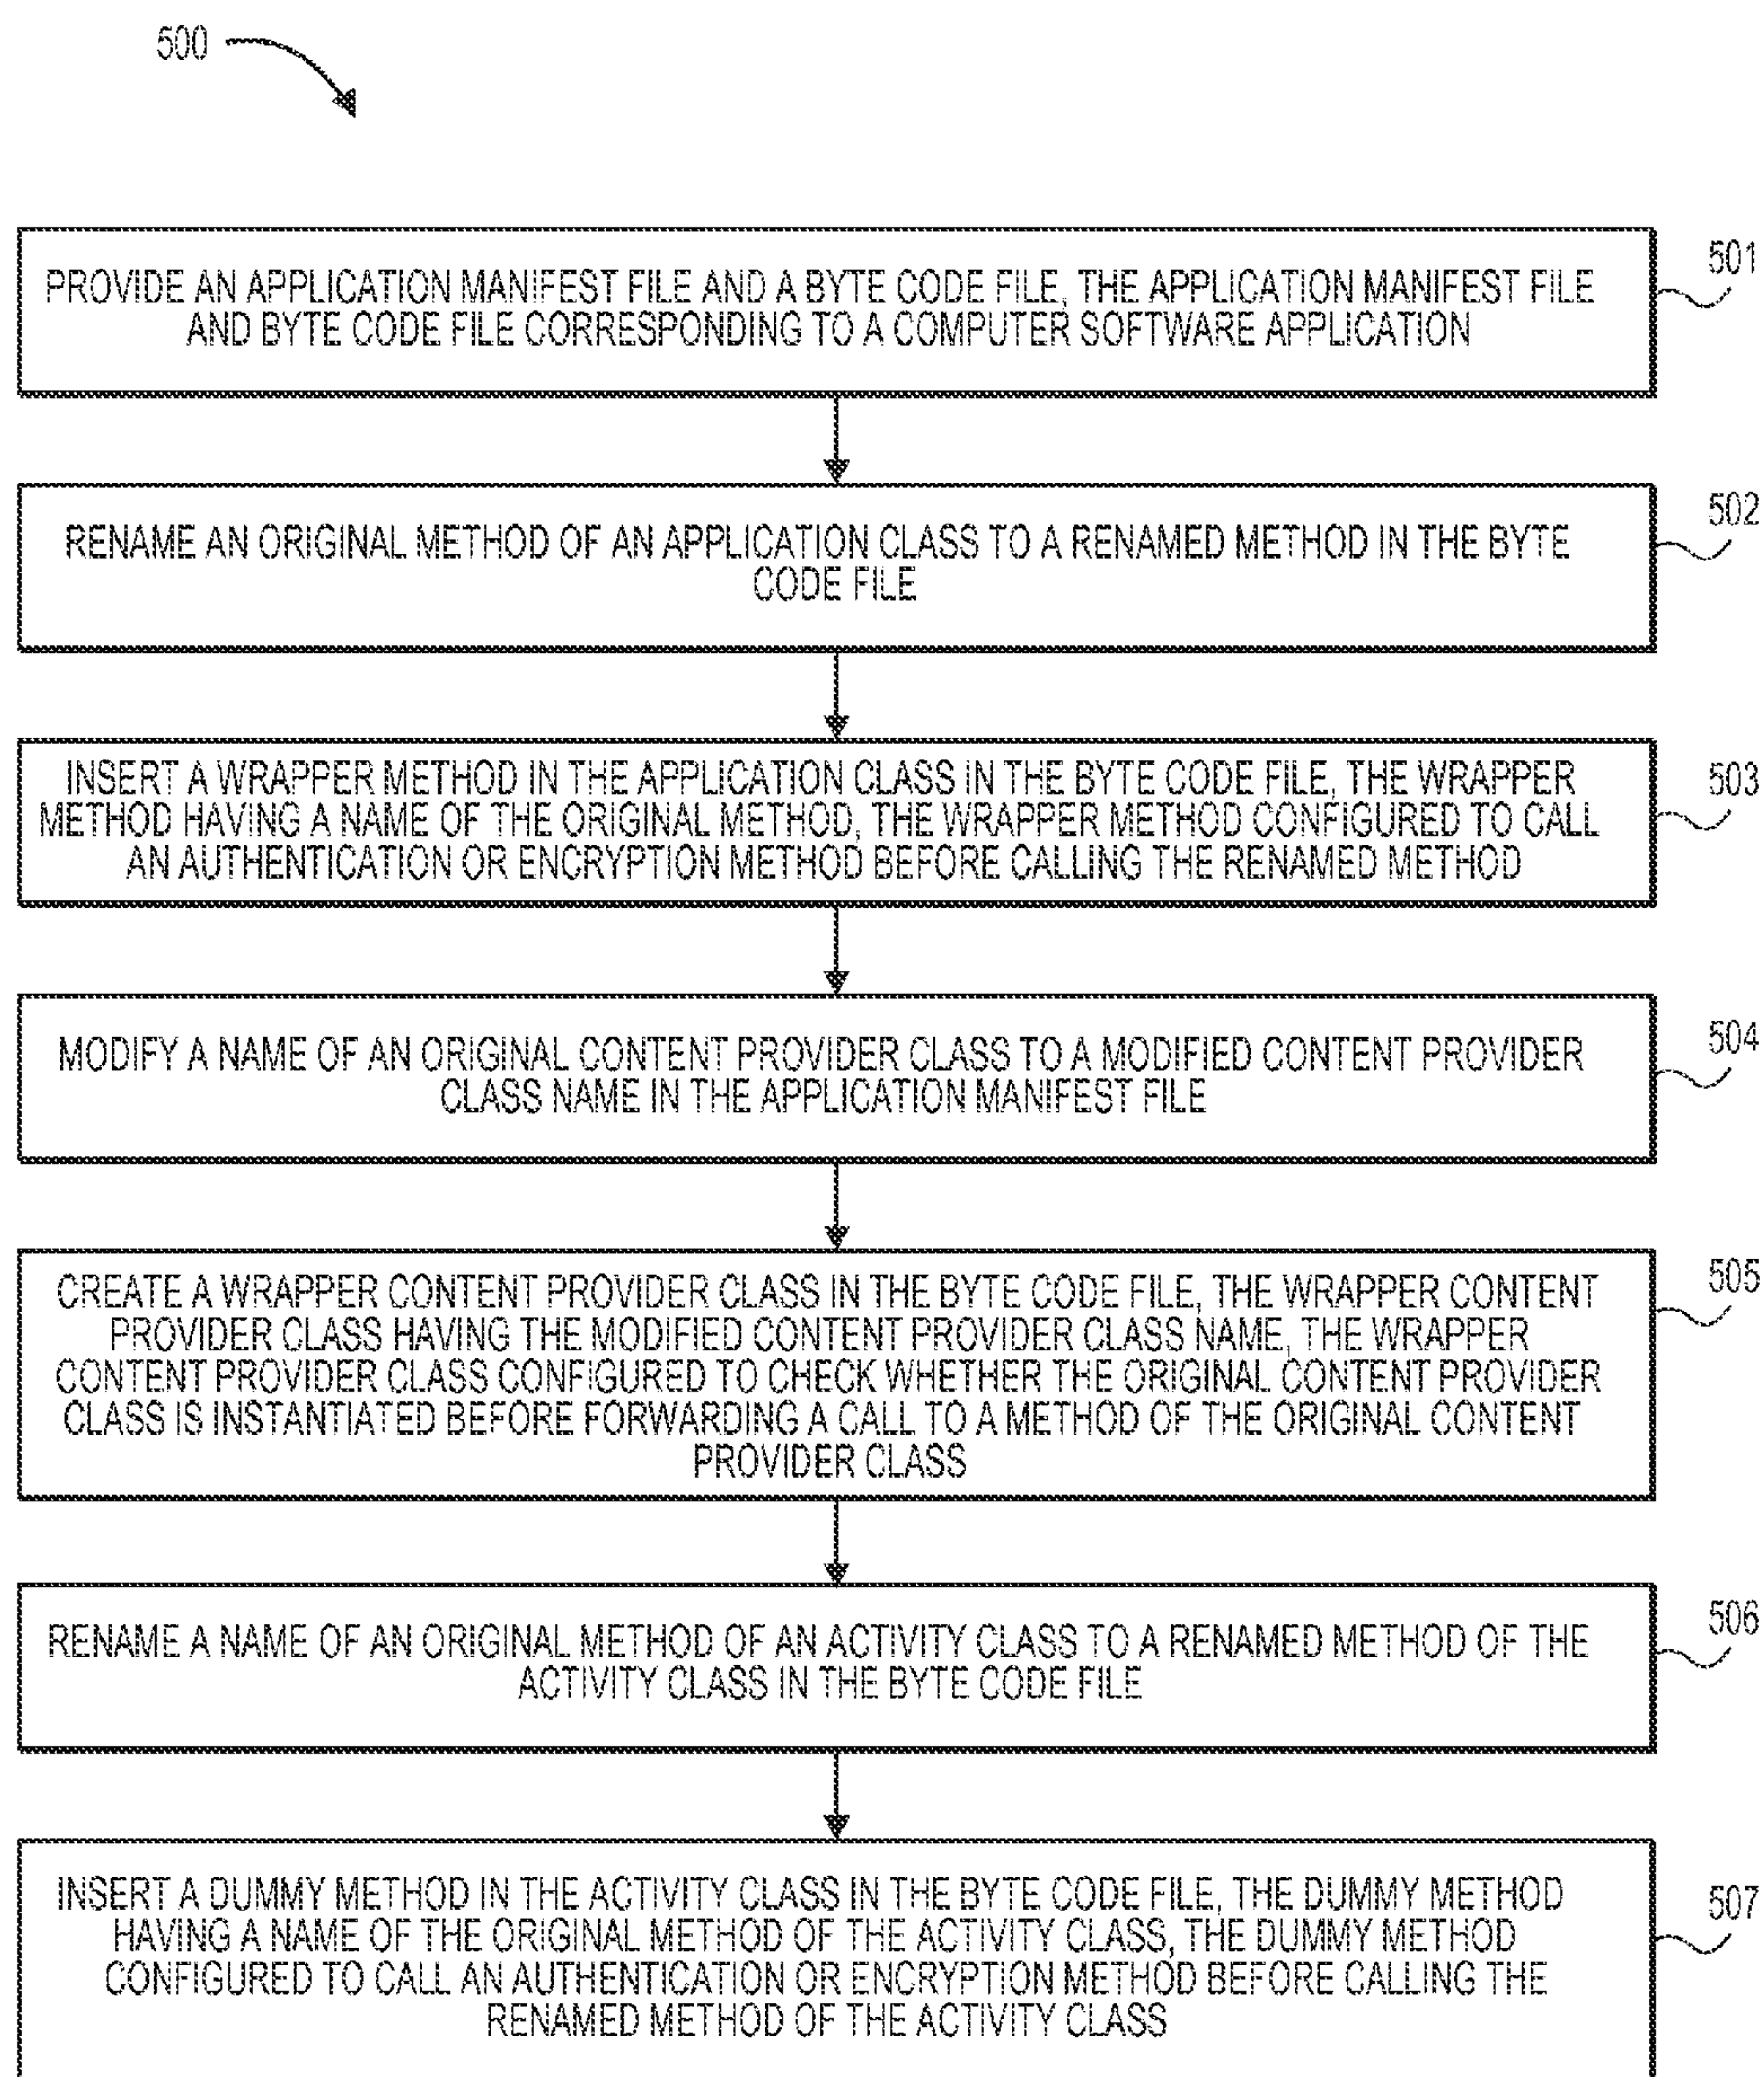 500
PROVIDE AN APPLICATION MANIFEST FILE AND A BYTE CODE FILE, THE APPLICATION MANIFEST FILE
AND BYTE CODE FILE CORRESPONDING TO A COMPUTER SOFTWARE APPLICATION
501
RENAME AN ORIGINAL METHOD OF AN APPLICATION CLASS TO A RENAMED METHOD IN THE BYTE
CODE FILE
502
INSERT A WRAPPER METHOD IN THE APPLICATION CLASS IN THE BYTE CODE FILE, THE WRAPPER
METHOD HAVING A NAME OF THE ORIGINAL METHOD, THE WRAPPER METHOD CONFIGURED TO CALL
AN AUTHENTICATION OR ENCRYPTION METHOD BEFORE CALLING THE RENAMED METHOD
503
MODIFY A NAME OF AN ORIGINAL CONTENT PROVIDER CLASS TO A MODIFIED CONTENT PROVIDER
CLASS NAME IN THE APPLICATION MANIFEST FILE
504
CREATE A WRAPPER CONTENT PROVIDER CLASS IN THE BYTE CODE FILE, THE WRAPPER CONTENT
PROVIDER CLASS HAVING THE MODIFIED CONTENT PROVIDER CLASS NAME, THE WRAPPER
CONTENT PROVIDER CLASS CONFIGURED TO CHECK WHETHER THE ORIGINAL CONTENT PROVIDER
CLASS IS INSTANTIATED BEFORE FORWARDING A CALL TO A METHOD OF THE ORIGINAL CONTENT
PROVIDER CLASS
505
RENAME A NAME OF AN ORIGINAL METHOD OF AN ACTIVITY CLASS TO A RENAMED METHOD OF THE
ACTIVITY CLASS IN THE BYTE CODE FILE
506
INSERT A DUMMY METHOD IN THE ACTIVITY CLASS IN THE BYTE CODE FILE, THE DUMMY METHOD
HAVING A NAME OF THE ORIGINAL METHOD OF THE ACTIVITY CLASS, THE DUMMY METHOD
CONFIGURED TO CALL AN AUTHENTICATION OR ENCRYPTION METHOD BEFORE CALLING THE
RENAMED METHOD OF THE ACTIVITY CLASS
507